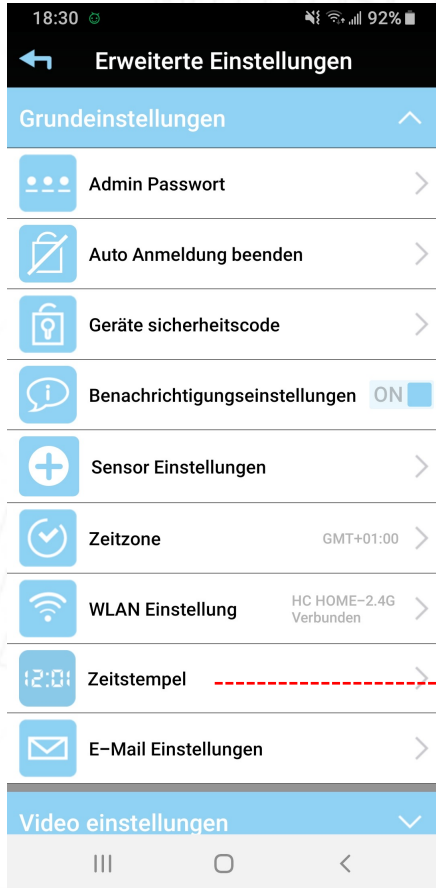 18:30 92%
Erweiterte Einstellungen
Grundeinstellungen
Admin Passwort
Auto Anmeldung beenden
Geräte sicherheitscode
Benachrichtigungseinstellungen ON
Sensor Einstellungen
Zeitzone GMT+01:00
WLAN Einstellung HC HOME-2.4G
Verbunden
12:01 Zeitstempel
E-Mail Einstellungen
Video einstellungen